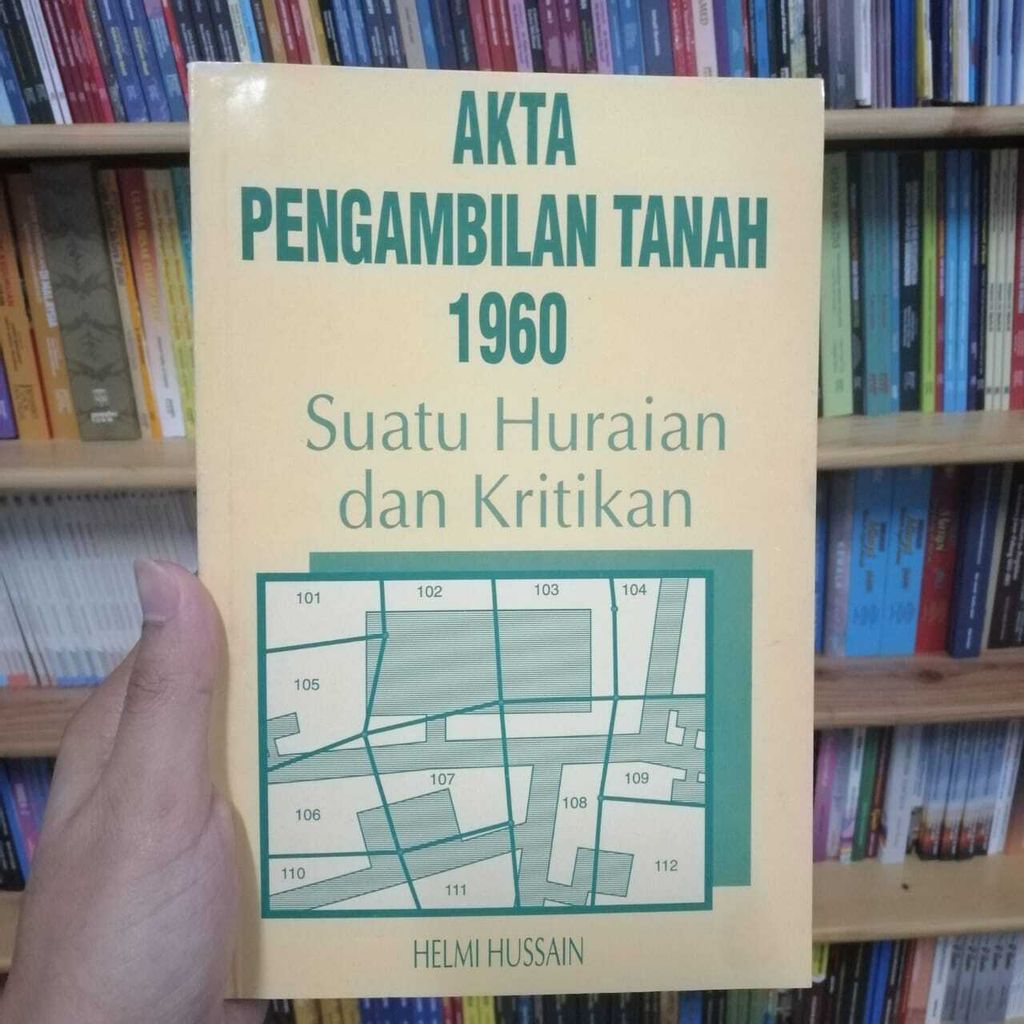 AKTA
PENGAMBILAN TANAH
1960
Suatu Huraian
dan Kritikan
101
102
103
104
105
106
107
108
109
110
111
112
HELMI HUSSAIN